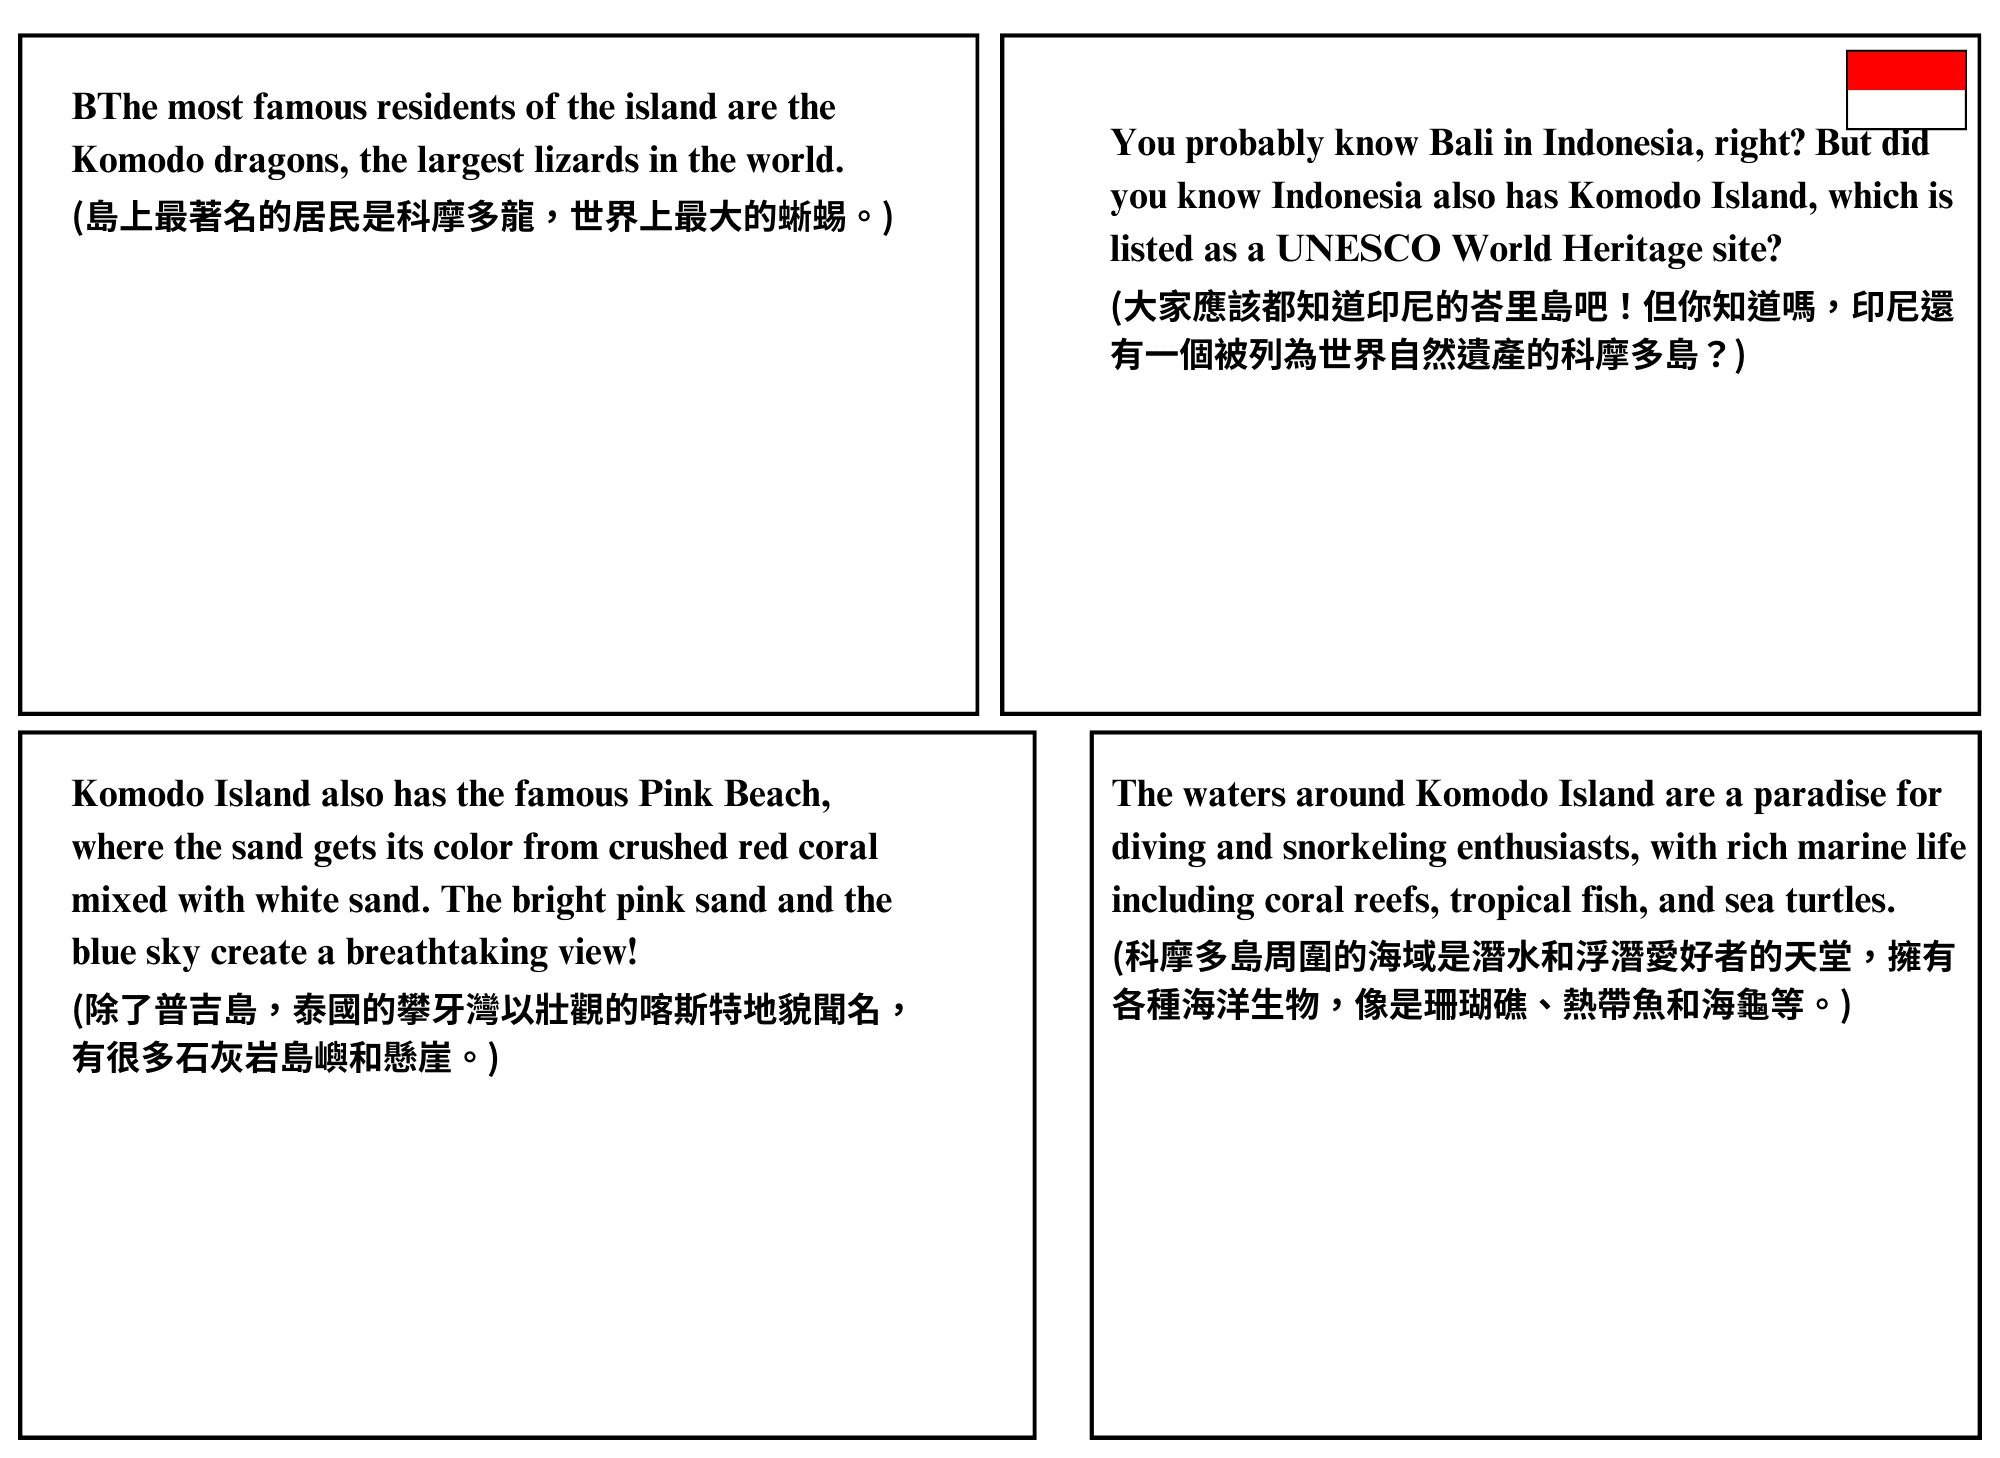 BThe most famous residents of the island are the
Komodo dragons, the largest lizards in the world.
(島上最著名的居民是科摩多龍，世界上最大的蜥蜴。)
You probably know Bali in Indonesia, right? But did
you know Indonesia also has Komodo Island, which is
listed as a UNESCO World Heritage site?
(大家應該都知道印尼的峇里島吧！但你知道嗎，印尼還
有一個被列為世界自然遺產的科摩多島？)
Komodo Island also has the famous Pink Beach,
where the sand gets its color from crushed red coral
mixed with white sand. The bright pink sand and the
blue sky create a breathtaking view!
(除了普吉島，泰國的攀牙灣以壯觀的喀斯特地貌聞名，
有很多石灰岩島嶼和懸崖。)
The waters around Komodo Island are a paradise for
diving and snorkeling enthusiasts, with rich marine life
including coral reefs, tropical fish, and sea turtles.
(科摩多島周圍的海域是潛水和浮潛愛好者的天堂，擁有
各種海洋生物，像是珊瑚礁、熱帶魚和海龜等。)